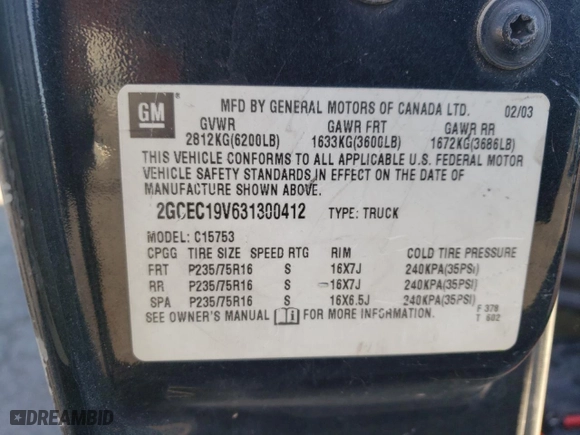 GM
MFD BY GENERAL MOTORS OF CANADA LTD. 02/03
GVWR GAWR FRT GAWR RR
2812KG(6200LB) 1633KG(3600LB) 1672KG(3686LB)
THIS VEHICLE CONFORMS TO ALL APPLICABLE U.S. FEDERAL MOTOR
VEHICLE SAFETY STANDARDS IN EFFECT ON THE DATE OF
MANUFACTURE SHOWN ABOVE.
2GCEC19V631300412 TYPE: TRUCK
MODEL: C15753
CPGG TIRE SIZE SPEED RTG RIM COLD TIRE PRESSURE
FRT P235/75R16 S 16X7J 240KPA(35PSI)
RR P235/75R16 S 16X7J 240KPA(35PSI)
SPA P235/75R16 S 16X6.5J 240KPA(35PSI)
SEE OWNER'S MANUAL FOR MORE INFORMATION.
F 378
T 602
DREAMBID